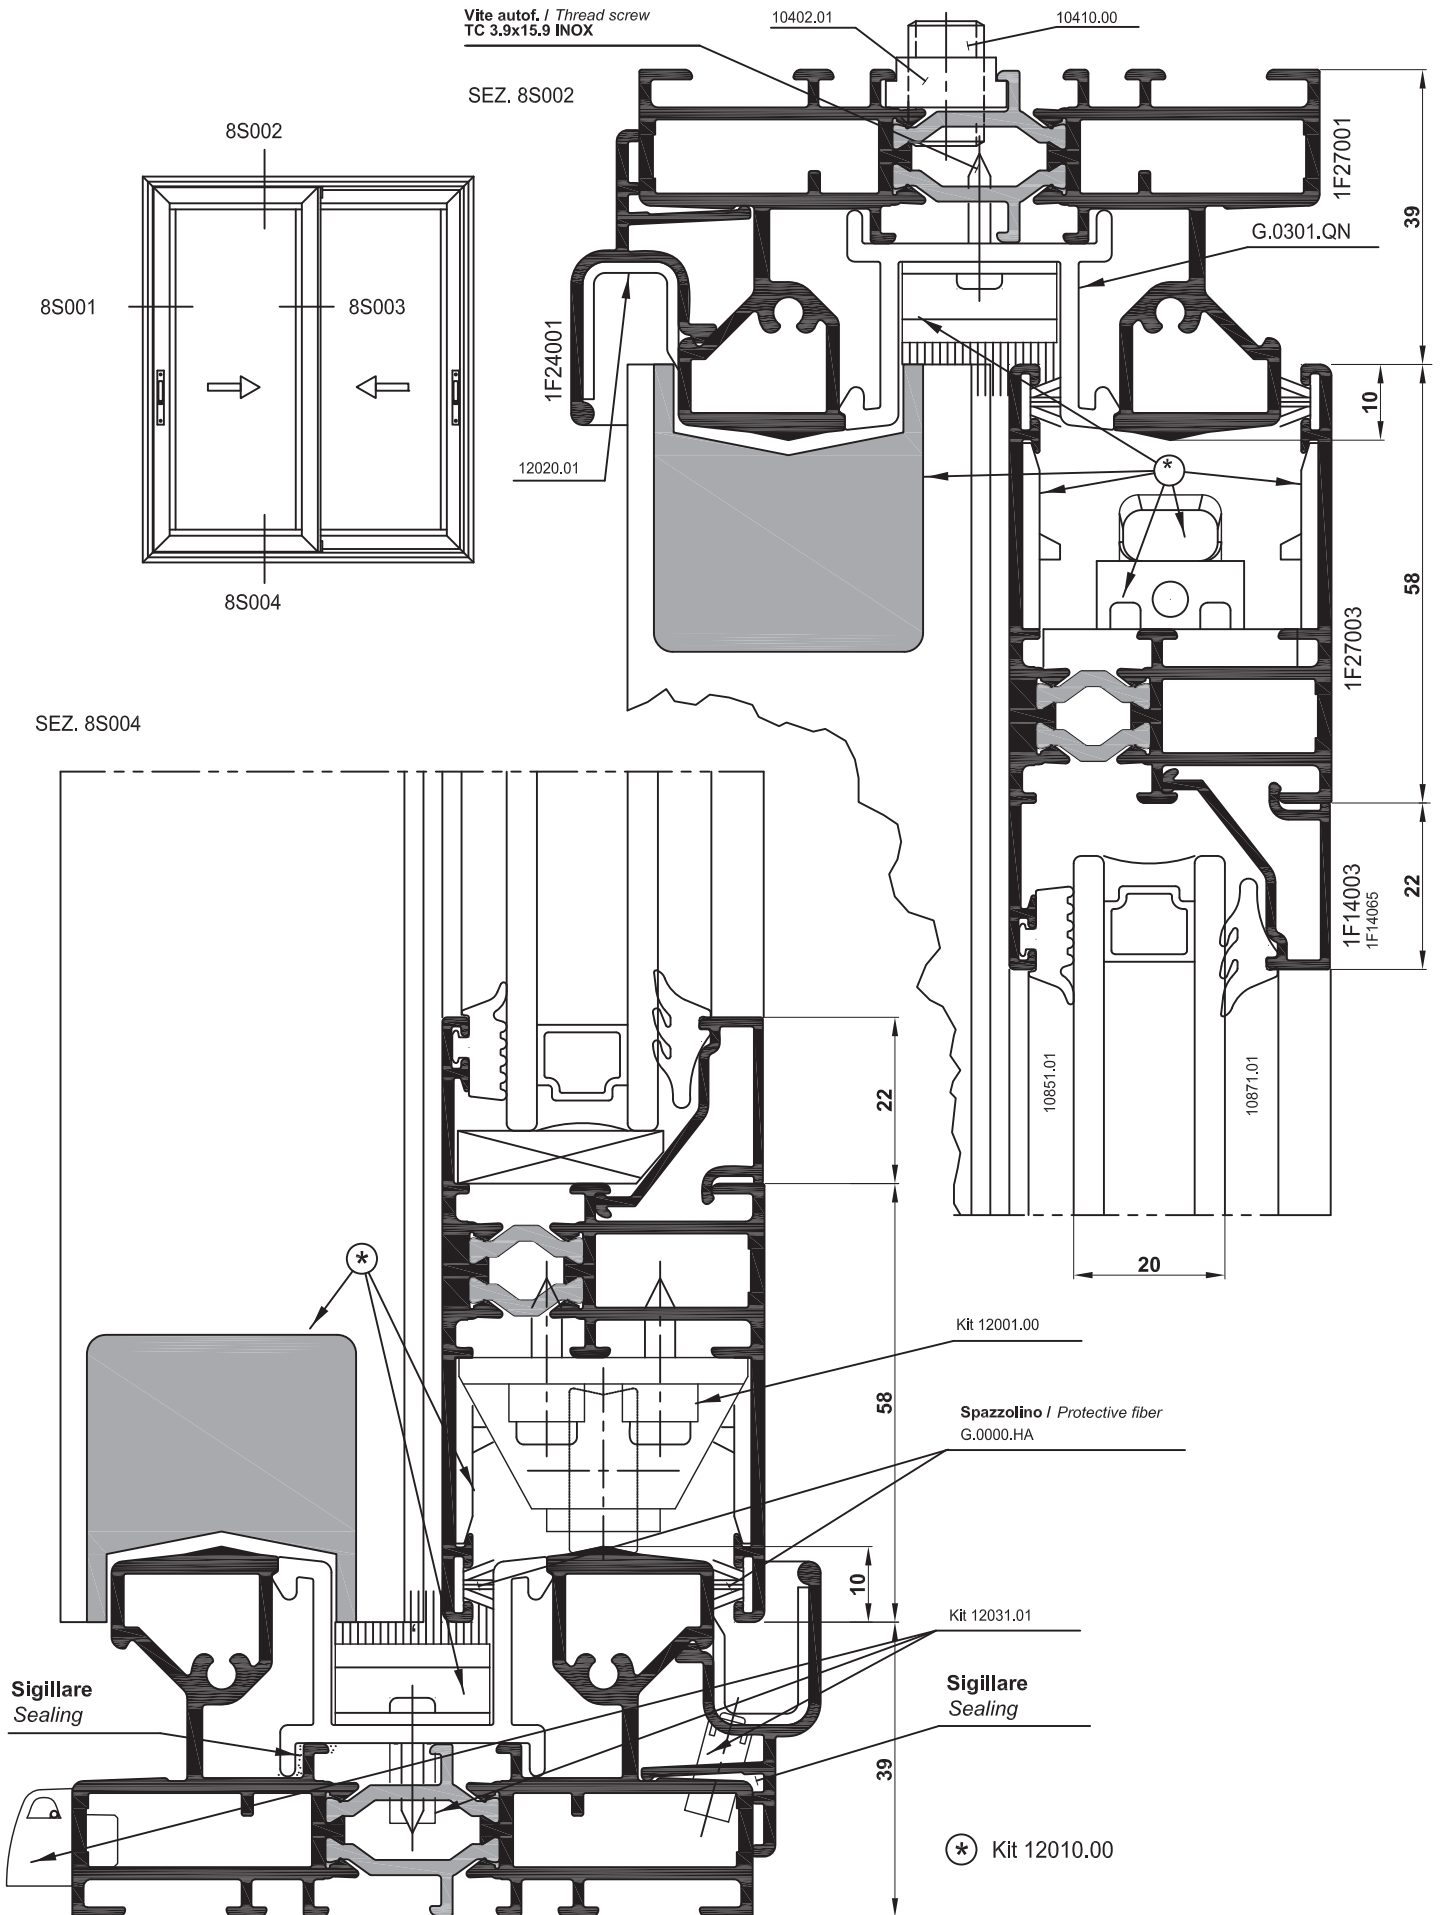 Vite autof. / Thread screw
TC 3.9x15.9 INOX
10402.01
10410.00
SEZ. 8S002
8S002
8S001
8S003
8S004
1F27001
39
G.0301.QN
1F24001
12020.01
10
*
58
1F27003
22
1F14003
1F14065
10851.01
10871.01
20
SEZ. 8S004
22
*
Kit 12001.00
58
Spazzolino / Protective fiber
G.0000.HA
10
Kit 12031.01
Sigillare
Sealing
Sigillare
Sealing
39
* Kit 12010.00